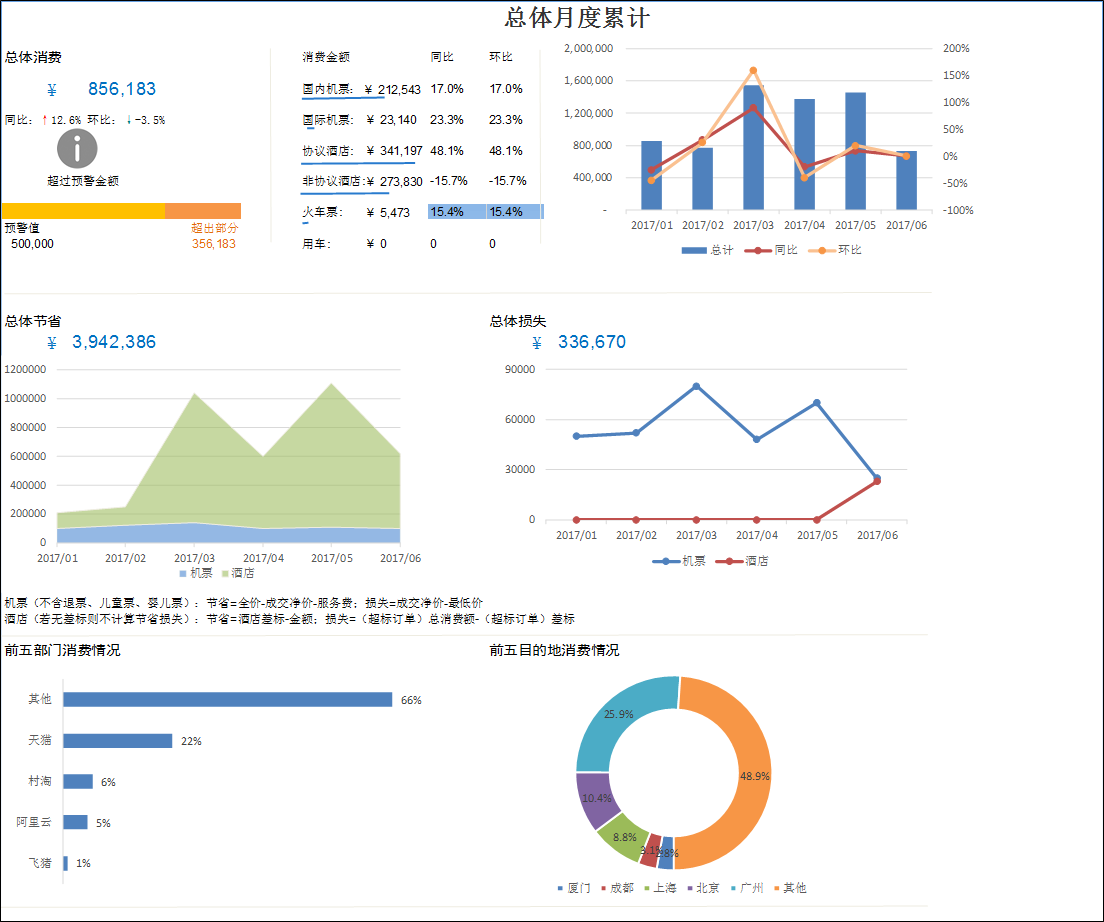 总体月度累计
总体消费
¥ 856,183
同比：↑12.6% 环比：↓-3.5%
i
超过预警金额
预警值 超出部分
500,000 356,183
消费金额 同比 环比
国内机票: ¥ 212,543 17.0% 17.0%
国际机票: ¥ 23,140 23.3% 23.3%
协议酒店: ¥ 341,197 48.1% 48.1%
非协议酒店:¥ 273,830 -15.7% -15.7%
火车票: ¥ 5,473 15.4% 15.4%
用车: ¥ 0 0 0
2,000,000 200%
1,600,000 150%
1,200,000 100%
800,000 50%
400,000 0%
- -50%
-100%
2017/01 2017/02 2017/03 2017/04 2017/05 2017/06
总计 同比 环比
总体节省
¥ 3,942,386
1200000
1000000
800000
600000
400000
200000
0
2017/01 2017/02 2017/03 2017/04 2017/05 2017/06
机票 酒店
总体损失
¥ 336,670
90000
60000
30000
0
2017/01 2017/02 2017/03 2017/04 2017/05 2017/06
机票 酒店
机票（不含退票、儿童票、婴儿票）：节省=全价-成交净价-服务费；损失=成交净价-最低价
酒店（若无差标则不计算节省损失）：节省=酒店差标-金额；损失=（超标订单）总消费额-（超标订单）差标
前五部门消费情况
其他 66%
天猫 22%
村淘 6%
阿里云 5%
飞猪 1%
前五目的地消费情况
25.9%
48.9%
10.4%
8.8%
3.1%
2.8%
厦门 成都 上海 北京 广州 其他